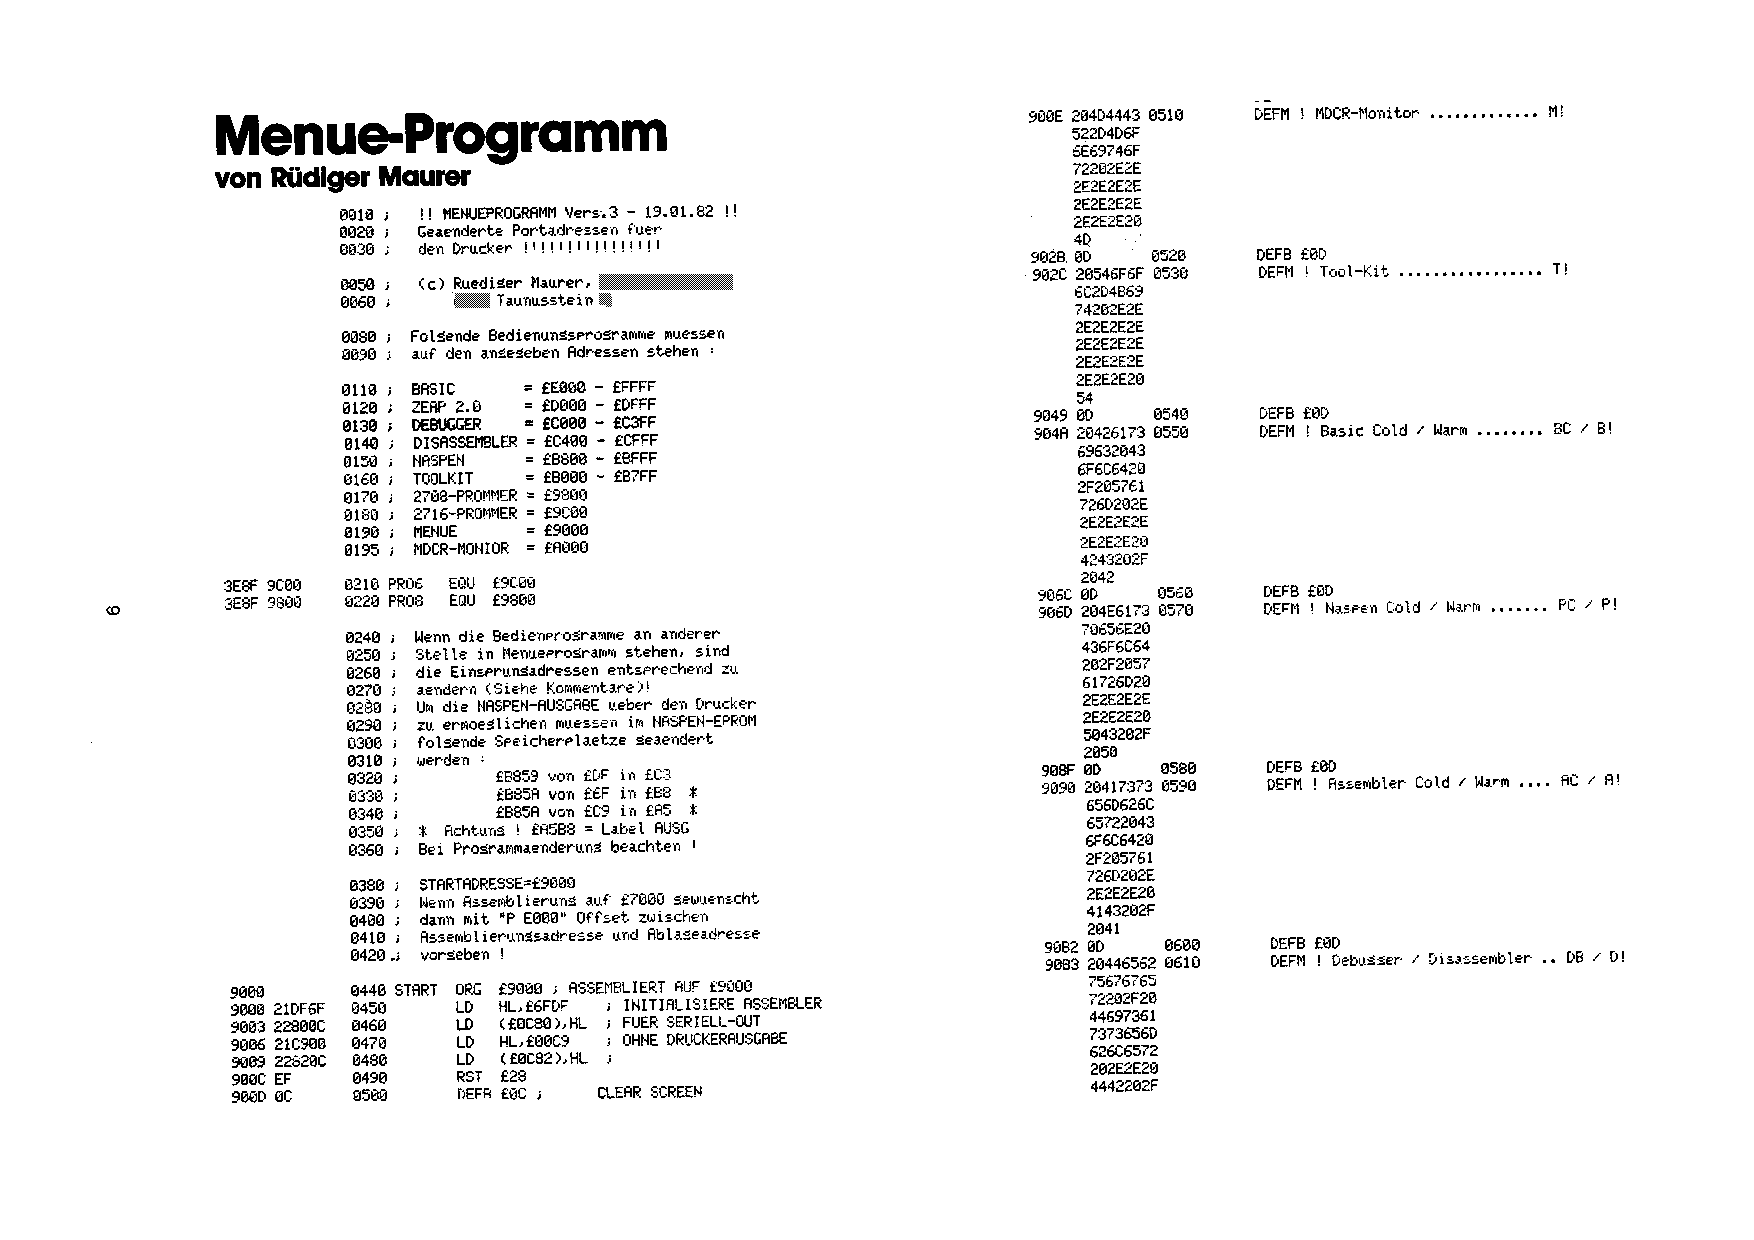 Menue-Programm
von Rüdiger Maurer
0010 ;   !! MENUEPROGRAMM Vers.3 - 19.01.82 !!
0020 ;   Geaenderte Portadressen fuer
0030 ;   den Drucker !!!!!!!!!!!!!!!!
0050 ;   (c) Ruediger Maurer,
0060 ;       Taunusstein
0080 ;  Folgende Bedienungsprogramme muessen
0090 ;  auf den angegeben Adressen stehen :
0110 ;  BASIC        = £E000 - £FFFF
0120 ;  ZEAP 2.0     = £D000 - £DFFF
0130 ;  DEBUGGER     = £C000 - £C3FF
0140 ;  DISASSEMBLER = £C400 - £CFFF
0150 ;  NASPEN       = £B800 - £BFFF
0160 ;  TOOLKIT      = £B000 - £B7FF
0170 ;  2708-PROMMER = £9800
0180 ;  2716-PROMMER = £9C00
0190 ;  MENUE        = £9000
0195 ;  MDCR-MONIOR  = £A000
3E8F 9C00     0210 PRO6   EQU  £9C00
3E8F 9800     0220 PRO8   EQU  £9800
0240 ;  Wenn die Bedienprogramme an anderer
0250 ;  Stelle in Menueprogramm stehen, sind
0260 ;  die Einsprungadressen entsprechend zu
0270 ;  aendern (Siehe Kommentare)!
0280 ;  Um die NASPEN-AUSGABE ueber den Drucker
0290 ;  zu ermoeglichen muessen im NASPEN-EPROM
0300 ;  folgende Speicherplaetze geaendert
0310 ;  werden :
0320 ;           £B859 von £DF in £C3
0330 ;           £B85A von £6F in £B8  *
0340 ;           £B85A von £C9 in £A5  *
0350 ;  *  Achtung ! £A5B8 = Label AUSG
0360 ;  Bei Programmaenderung beachten !
0380 ;  STARTADRESSE=£9000
0390 ;  Wenn Assemblierung auf £7000 gewuenscht
0400 ;  dann mit "P E000" Offset zwischen
0410 ;  Assemblierungsadresse und Ablageadresse
0420 ;  vorgeben !
9000          0440 START  ORG  £9000 ; ASSEMBLIERT AUF £9000
9000 21DF6F   0450        LD   HL,£6FDF    ; INITIALISIERE ASSEMBLER
9003 22800C   0460        LD   (£0C80),HL  ; FUER SERIELL-OUT
9006 21C900   0470        LD   HL,£00C9    ; OHNE DRUCKERAUSGABE
9009 22820C   0480        LD   (£0C82),HL  ;
900C EF       0490        RST  £28
900D 0C       0500        DEFB £0C ;      CLEAR SCREEN
9
900E 204D4443 0510        DEFM ! MDCR-Monitor ............. M!
522D4D6F
6E69746F
72202E2E
2E2E2E2E
2E2E2E2E
2E2E2E20
4D
902B 0D       0520        DEFB £0D
902C 20546F6F 0530        DEFM ! Tool-Kit ................. T!
6C2D4B69
74202E2E
2E2E2E2E
2E2E2E2E
2E2E2E2E
2E2E2E20
54
9049 0D       0540        DEFB £0D
904A 20426173 0550        DEFM ! Basic Cold / Warm ........ BC / B!
69632043
6F6C6420
2F205761
726D202E
2E2E2E2E
2E2E2E20
4243202F
2042
906C 0D       0560        DEFB £0D
906D 204E6173 0570        DEFM ! Naspen Cold / Warm ....... PC / P!
70656E20
436F6C64
202F2057
61726D20
2E2E2E2E
2E2E2E20
5043202F
2050
908F 0D       0580        DEFB £0D
9090 20417373 0590        DEFM ! Assembler Cold / Warm .... AC / A!
656D626C
65722043
6F6C6420
2F205761
726D202E
2E2E2E20
4143202F
2041
90B2 0D       0600        DEFB £0D
90B3 20446562 0610        DEFM ! Debugger / Disassembler .. DB / D!
75676765
72202F20
44697361
7373656D
626C6572
202E2E20
4442202F